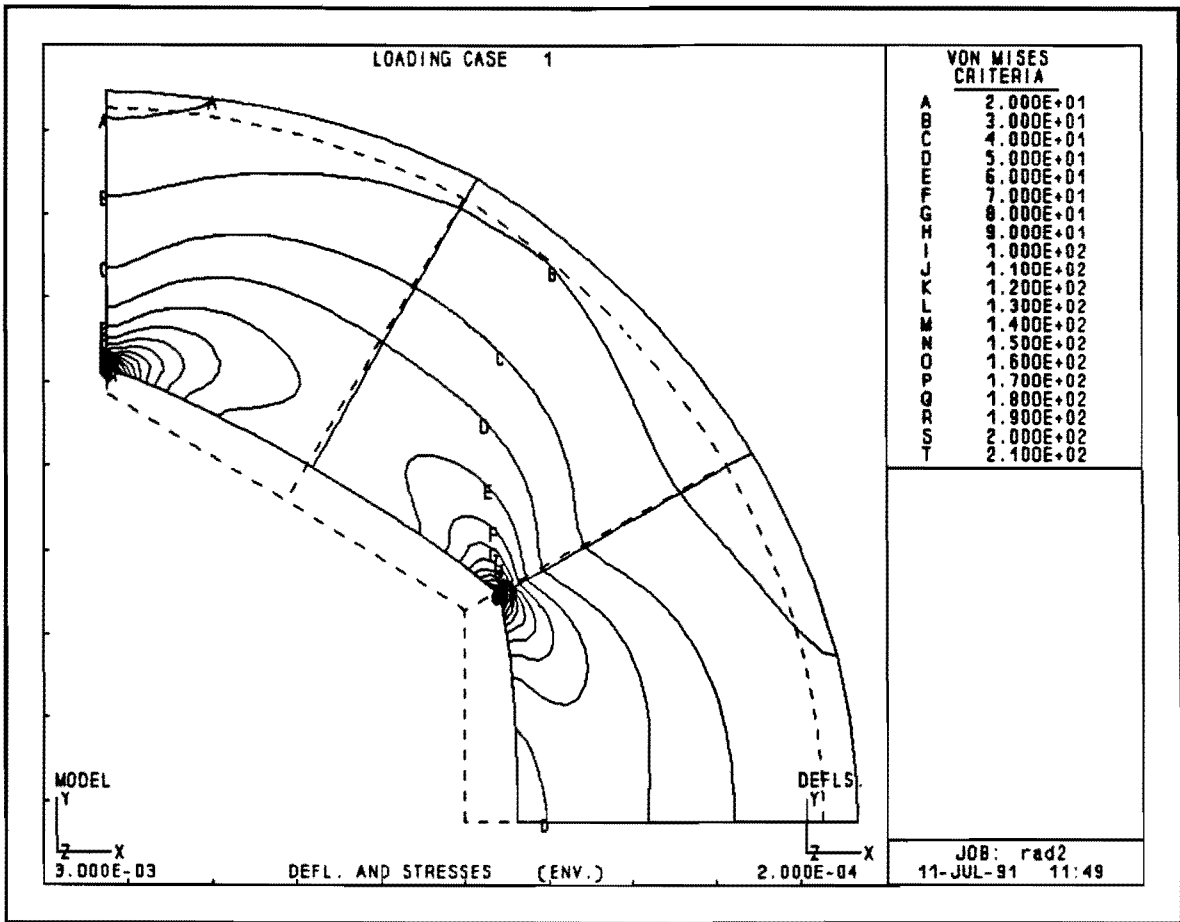 LOADING CASE 1
VON MISES
CRITERIA
A 2.000E+01
B 3.000E+01
C 4.000E+01
D 5.000E+01
E 6.000E+01
F 7.000E+01
G 8.000E+01
H 9.000E+01
I 1.000E+02
J 1.100E+02
K 1.200E+02
L 1.300E+02
M 1.400E+02
N 1.500E+02
O 1.600E+02
P 1.700E+02
Q 1.800E+02
R 1.900E+02
S 2.000E+02
T 2.100E+02
A
A
B
B
C
C
D
E
E
F
D
MODEL
Y
Z X
3.000E-03
DEFL. AND STRESSES (ENV.)
DEFLS.
Y
Z X
2.000E-04
JOB: rad2
11-JUL-91 11:49